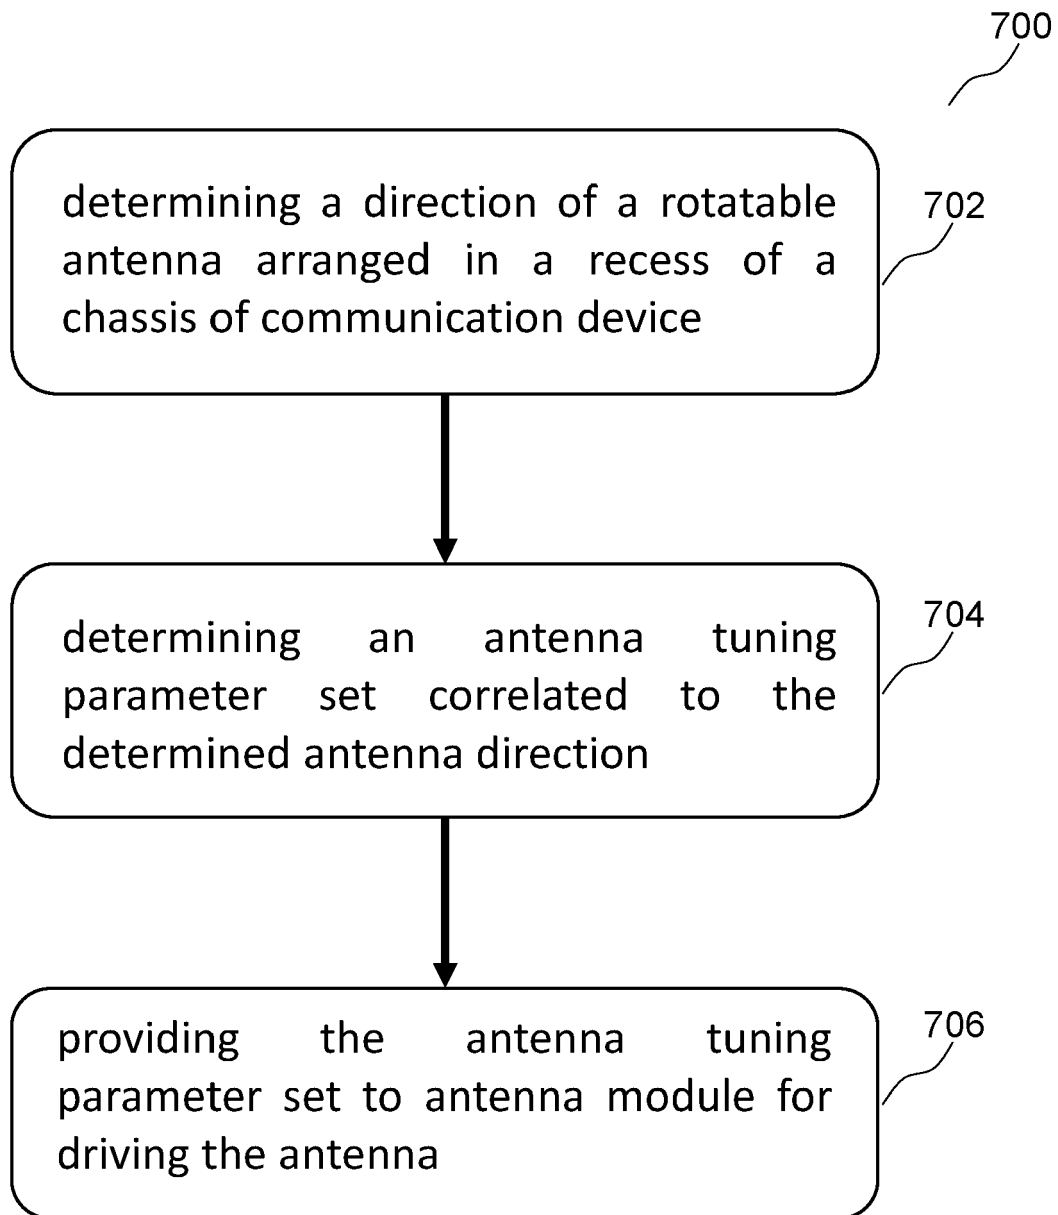 700
determining a direction of a rotatable
antenna arranged in a recess of a
chassis of communication device
702
determining an antenna tuning
parameter set correlated to the
determined antenna direction
704
providing the antenna tuning
parameter set to antenna module for
driving the antenna
706